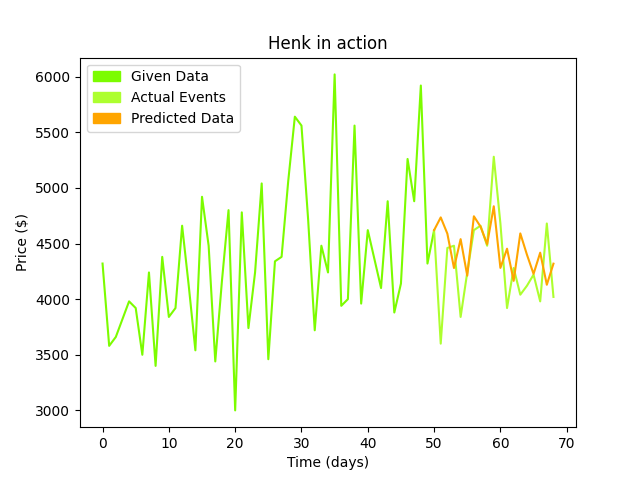 Henk in action
Given Data
Actual Events
Predicted Data
Price ($)
6000
5500
5000
4500
4000
3500
3000
0 10 20 30 40 50 60 70
Time (days)